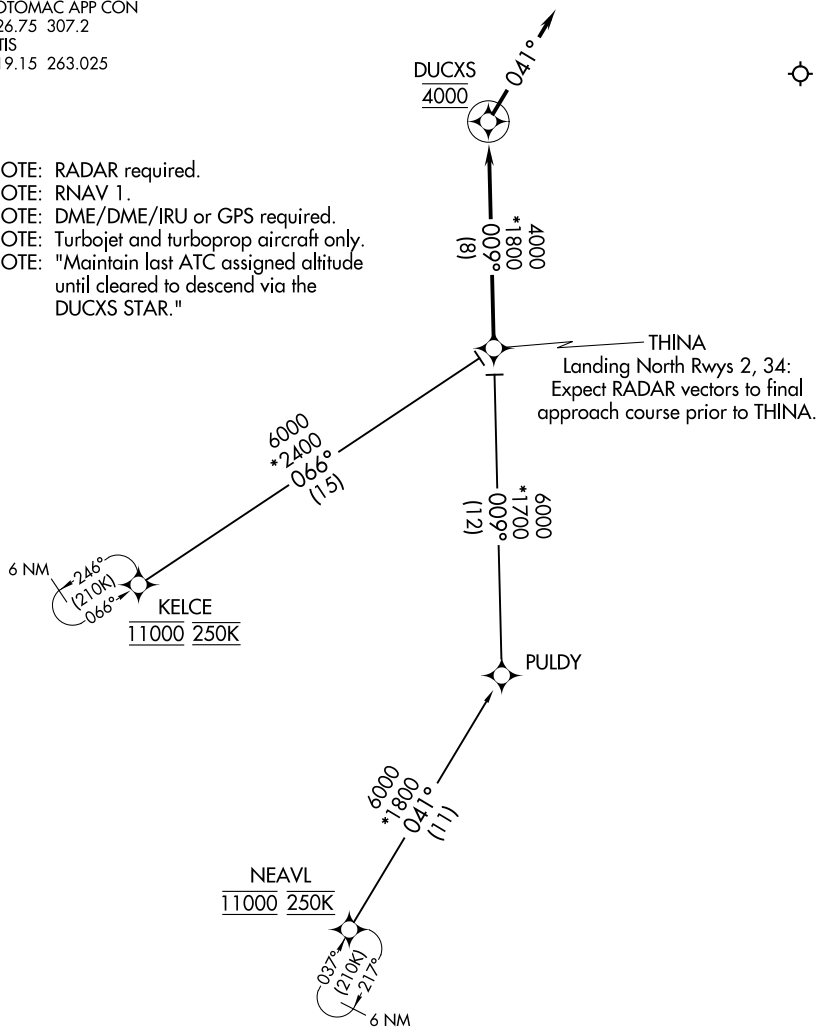 OTOMAC APP CON
26.75 307.2
TIS
19.15 263.025
OTE: RADAR required.
OTE: RNAV 1.
OTE: DME/DME/IRU or GPS required.
OTE: Turbojet and turboprop aircraft only.
OTE: "Maintain last ATC assigned altitude
until cleared to descend via the
DUCXS STAR."
041°
DUCXS
4000
4000
*1800
009°
(8)
THINA
Landing North Rwys 2, 34:
Expect RADAR vectors to final
approach course prior to THINA.
6000
*2400
066°
(15)
6000
*1700
009°
(12)
6 NM
246°
(210K)
066°
KELCE
11000 250K
PULDY
6000
*1800
041°
(11)
NEAVL
11000 250K
037°
(210K)
217°
6 NM